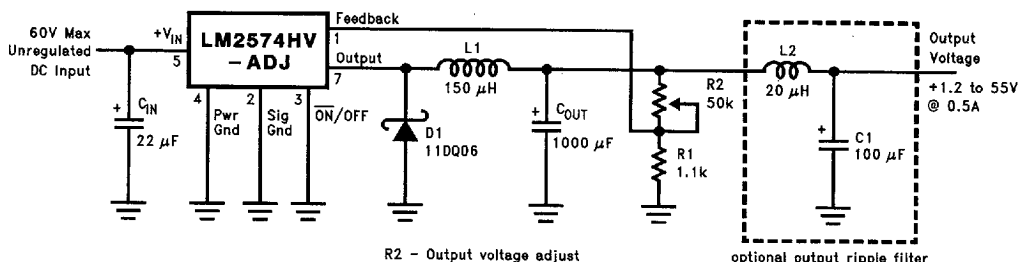 60V Max
Unregulated
DC Input
+V_IN
5
LM2574HV
-ADJ
Feedback
1
Output
7
4
2
3
Pwr
Gnd
Sig
Gnd
ON/OFF
+
C_IN
22 μF
D1
11DQ06
L1
150 μH
+
C_OUT
1000 μF
R2
50k
R1
1.1k
L2
20 μH
+
C1
100 μF
Output
Voltage
+1.2 to 55V
@ 0.5A
R2 - Output voltage adjust
optional output ripple filter